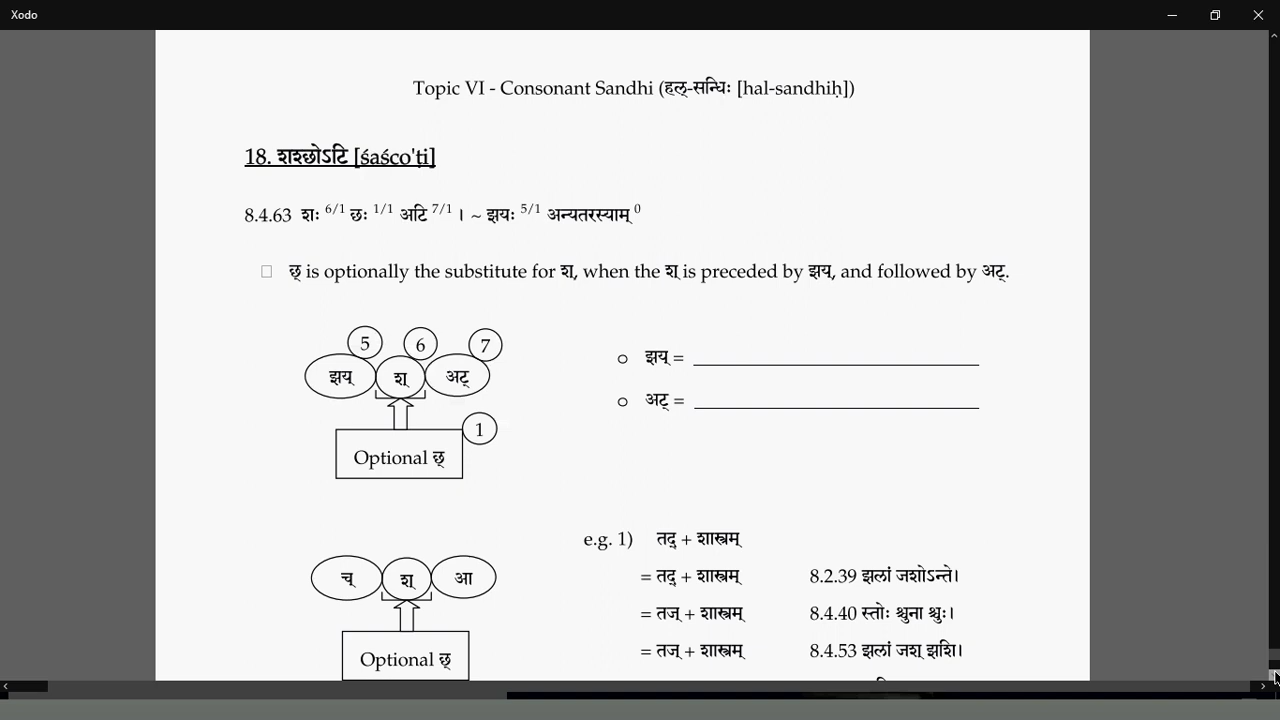 Xodo
Topic VI - Consonant Sandhi (हल्-सन्धिः [hal-sandhiḥ])
18. शश्छोऽटि [śaśco'ṭi]
8.4.63 शः 6/1 छः 1/1 अटि 7/1 । ~ झयः 5/1 अन्यतरस्याम् 0
छ् is optionally the substitute for श्, when the श् is preceded by झय्, and followed by अट्.
5 6 7
झय् श् अट्
झय् =
अट् =
1
Optional छ्
e.g. 1) तद् + शास्त्रम्
= तद् + शास्त्रम् 8.2.39 झलां जशोऽन्ते।
च् श् आ
= तज् + शास्त्रम् 8.4.40 स्तोः श्चुना श्चुः।
= तज् + शास्त्रम् 8.4.53 झलां जश् झशि।
Optional छ्